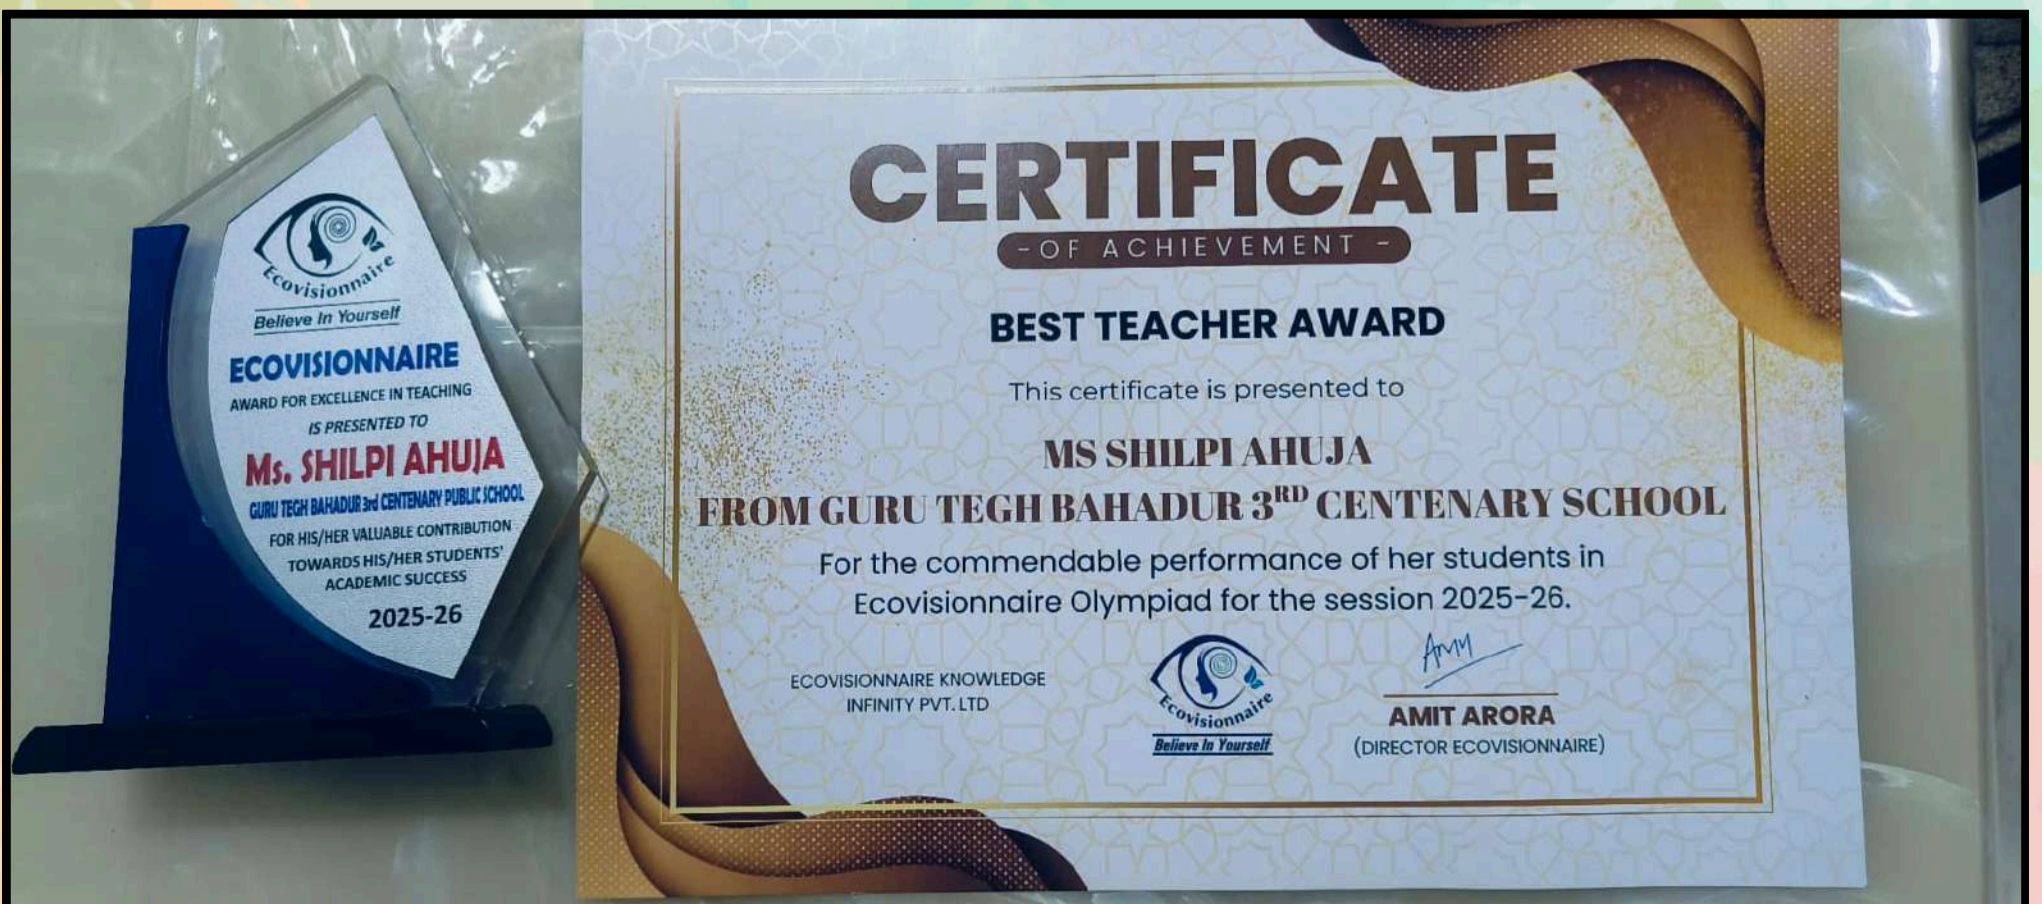 Ecovisionnaire
Believe In Yourself
ECOVISIONNAIRE
AWARD FOR EXCELLENCE IN TEACHING
IS PRESENTED TO
Ms. SHILPI AHUJA
GURU TEGH BAHADUR 3rd CENTENARY PUBLIC SCHOOL
FOR HIS/HER VALUABLE CONTRIBUTION
TOWARDS HIS/HER STUDENTS'
ACADEMIC SUCCESS
2025-26
CERTIFICATE
- OF ACHIEVEMENT -
BEST TEACHER AWARD
This certificate is presented to
MS SHILPI AHUJA
FROM GURU TEGH BAHADUR 3RD CENTENARY SCHOOL
For the commendable performance of her students in
Ecovisionnaire Olympiad for the session 2025-26.
ECOVISIONNAIRE KNOWLEDGE
INFINITY PVT. LTD
Ecovisionnaire
Believe In Yourself
AMIT ARORA
(DIRECTOR ECOVISIONNAIRE)